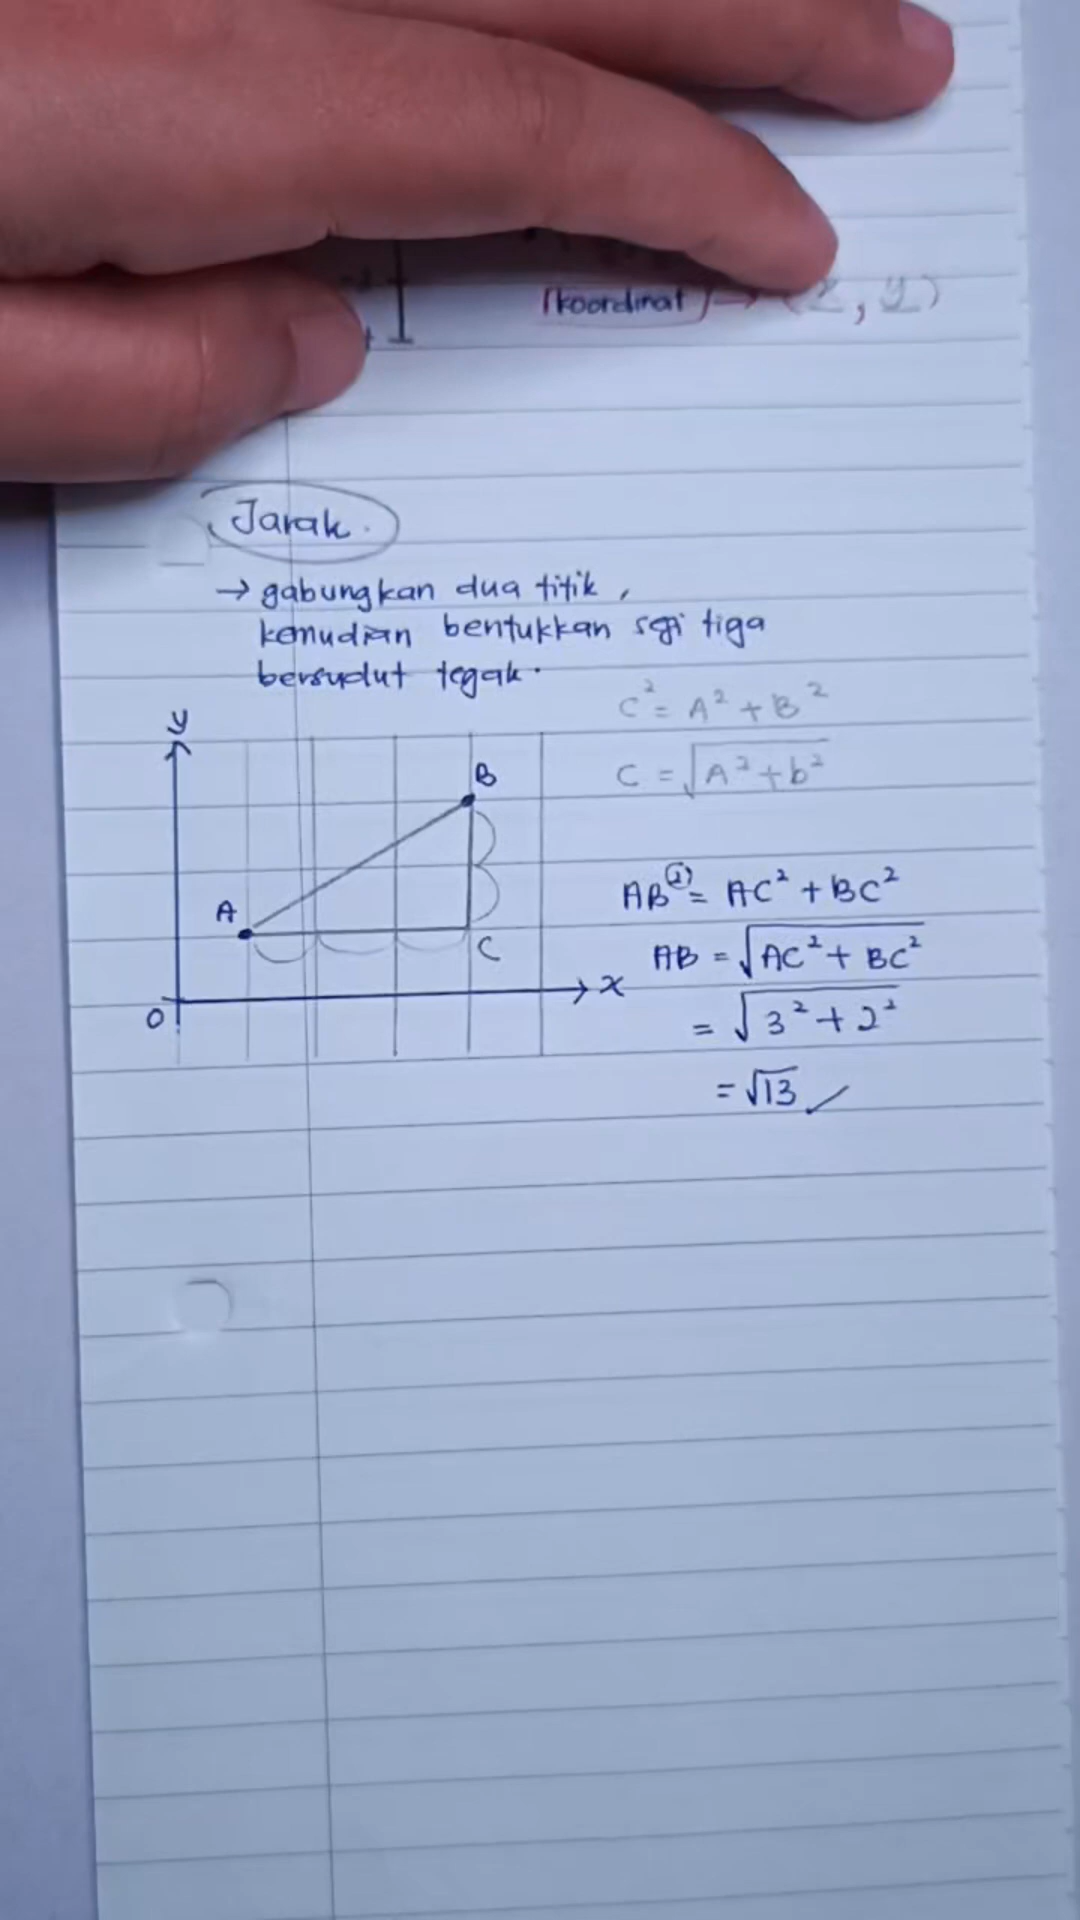 (koordinat) → (x, y)
Jarak.
→ gabungkan dua titik,
kemudian bentukkan segi tiga
bersudut tegak.
C² = A² + B²
C = √A² + b²
y
B
A
C
x
O
AB² = AC² + BC²
AB = √AC² + BC²
= √3² + 2²
= √13